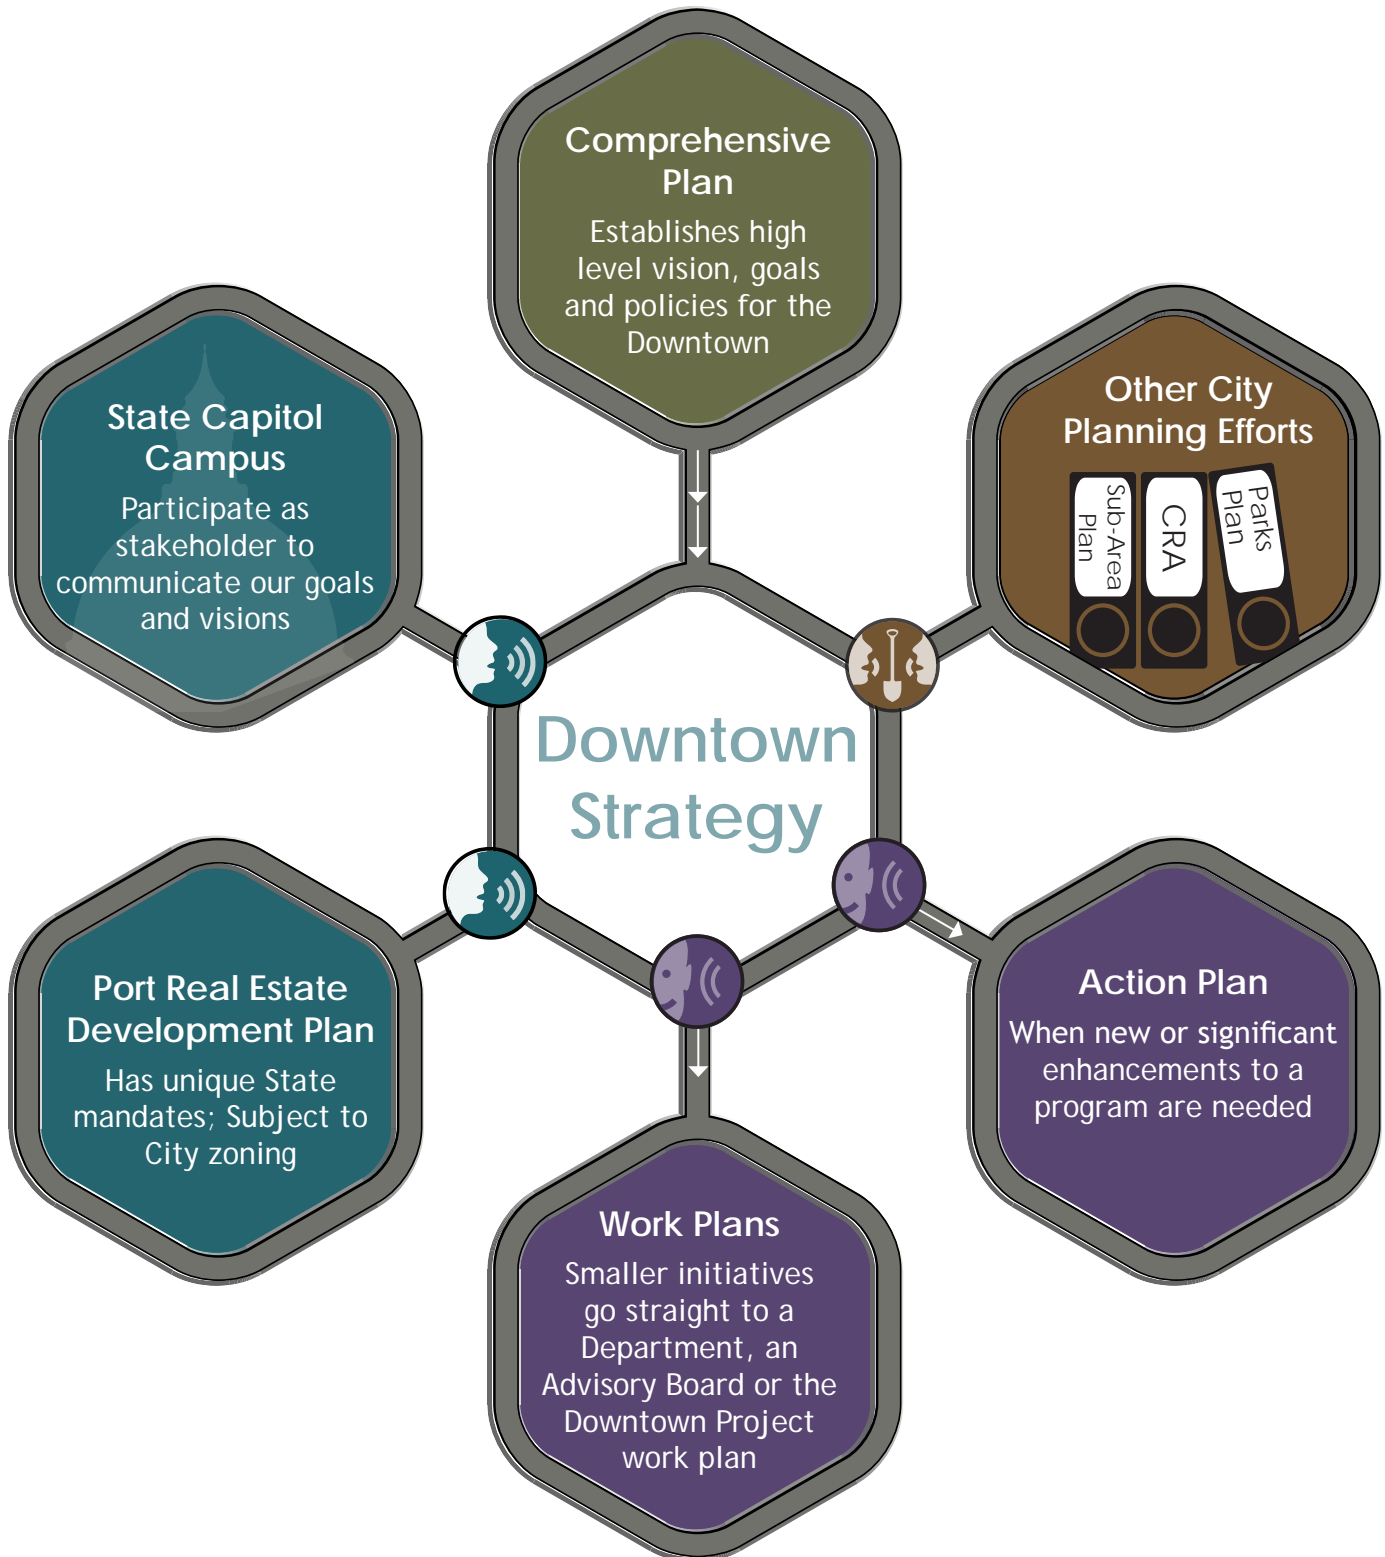 Comprehensive
Plan
Establishes high
level vision, goals
and policies for the
Downtown
State Capitol
Campus
Participate as
stakeholder to
communicate our goals
and visions
Other City
Planning Efforts
Sub-Area
Plan
CRA
Parks
Plan
Downtown
Strategy
Port Real Estate
Development Plan
Has unique State
mandates; Subject to
City zoning
Action Plan
When new or significant
enhancements to a
program are needed
Work Plans
Smaller initiatives
go straight to a
Department, an
Advisory Board or the
Downtown Project
work plan